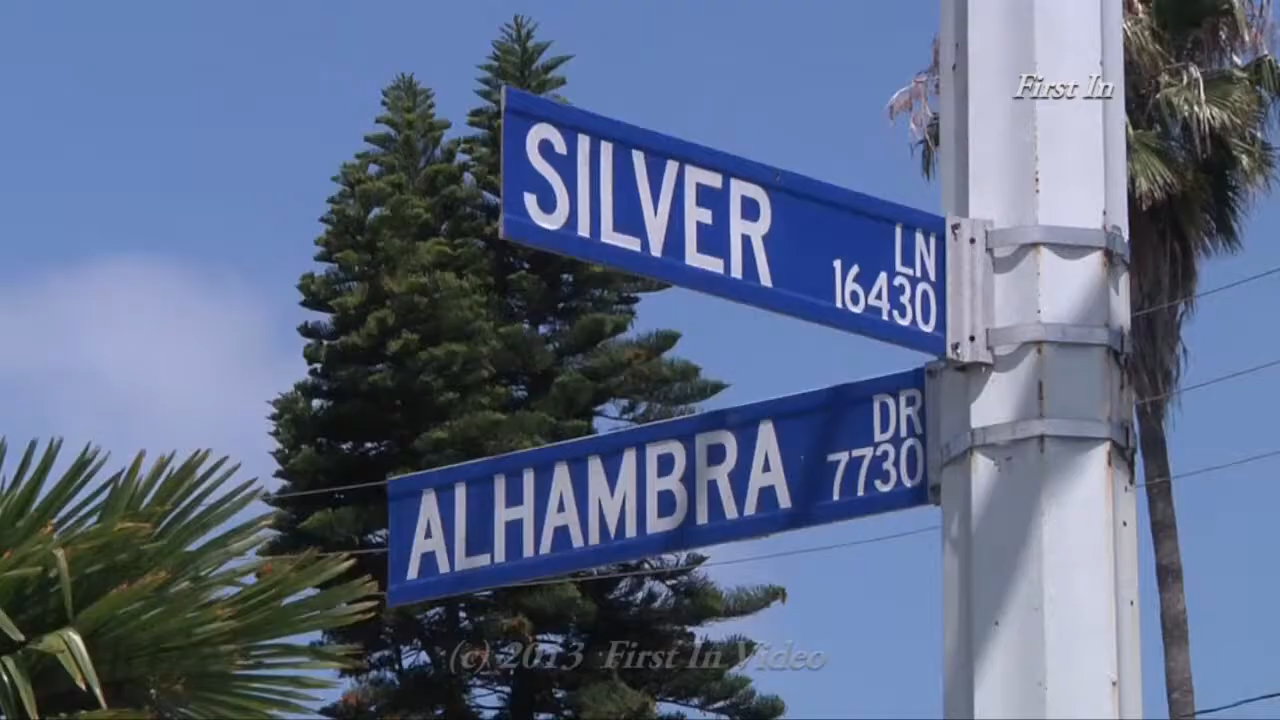 First In
SILVER
LN
16430
ALHAMBRA
DR
7730
(c) 2013 First In Video